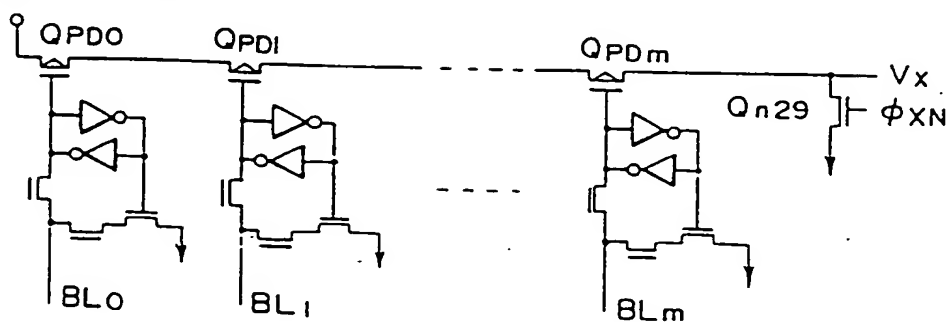 QPD0
QPD1
QPDm
Vx
Qn29
φXN
BL0
BL1
BLm